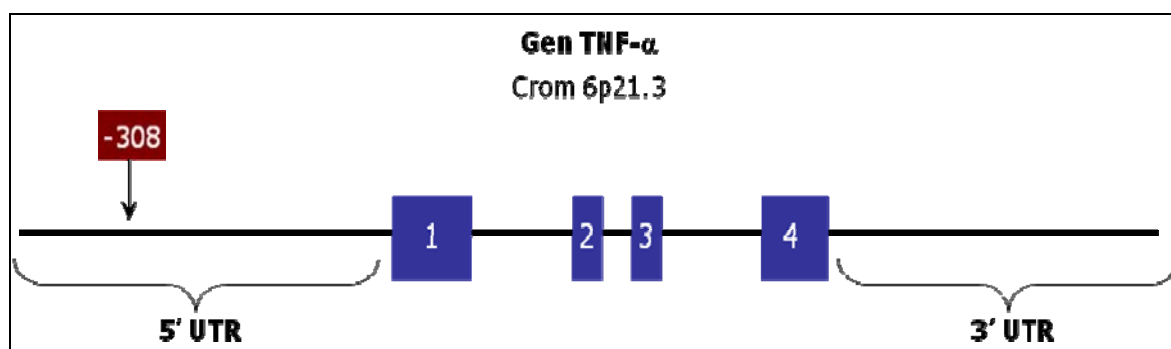 Gen TNF-α
Crom 6p21.3
-308
1 2 3 4
5' UTR 3' UTR